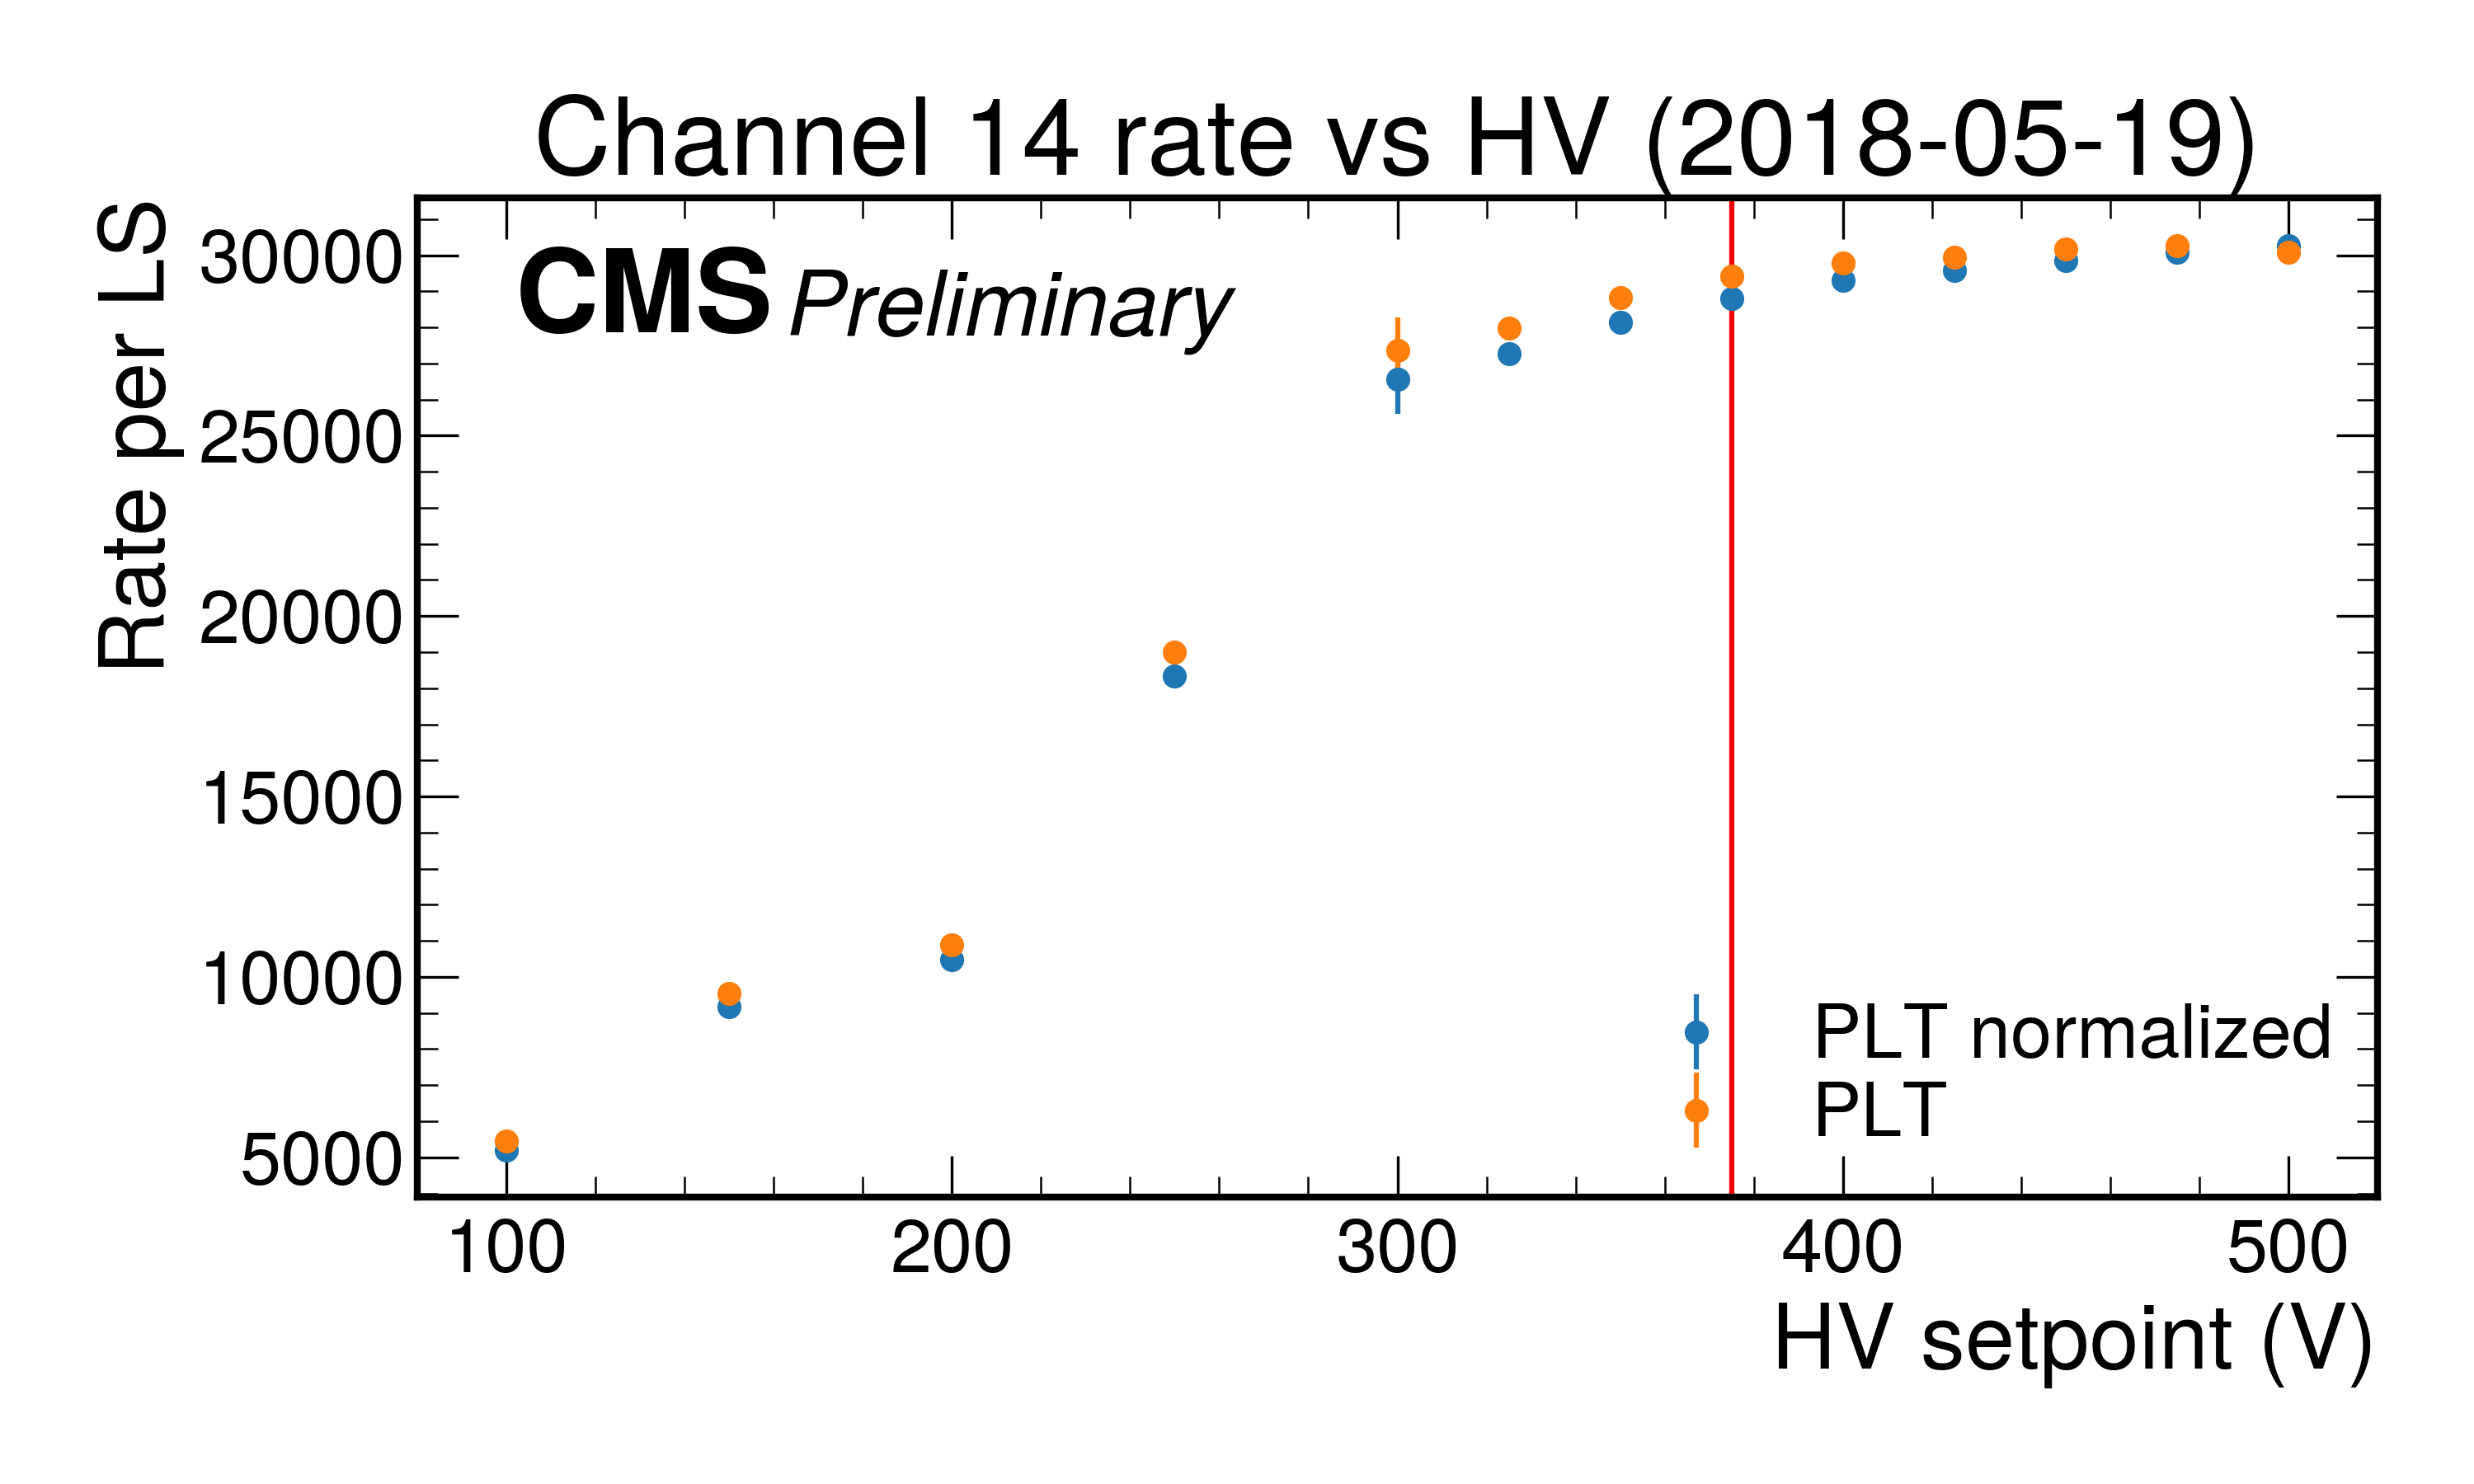 Channel 14 rate vs HV (2018-05-19)
CMS Preliminary
Rate per LS
30000
25000
20000
15000
10000
5000
PLT normalized
PLT
100 200 300 400 500
HV setpoint (V)